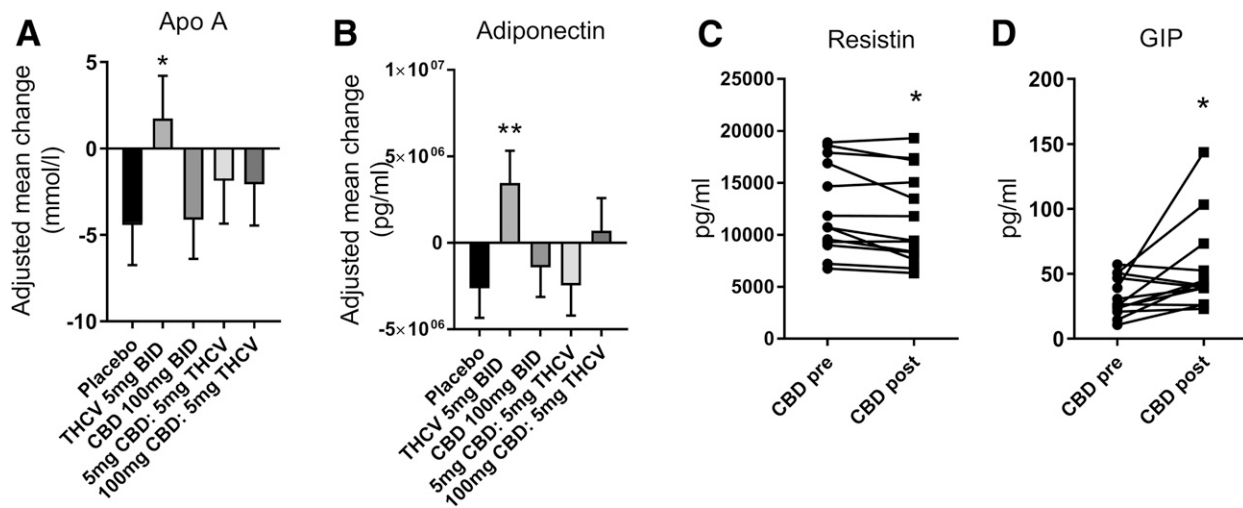 A
Apo A
Adjusted mean change
(mmol/l)
5
0
-5
-10
*
Placebo
THCV 5mg BID
CBD 100mg BID
5mg CBD: 5mg THCV
100mg CBD: 5mg THCV
B
Adiponectin
Adjusted mean change
(pg/ml)
1×10⁰⁷
5×10⁰⁶
0
-5×10⁰⁶
**
Placebo
THCV 5mg BID
CBD 100mg BID
5mg CBD: 5mg THCV
100mg CBD: 5mg THCV
C
Resistin
pg/ml
25000
20000
15000
10000
5000
0
*
CBD pre
CBD post
D
GIP
pg/ml
200
150
100
50
0
*
CBD pre
CBD post